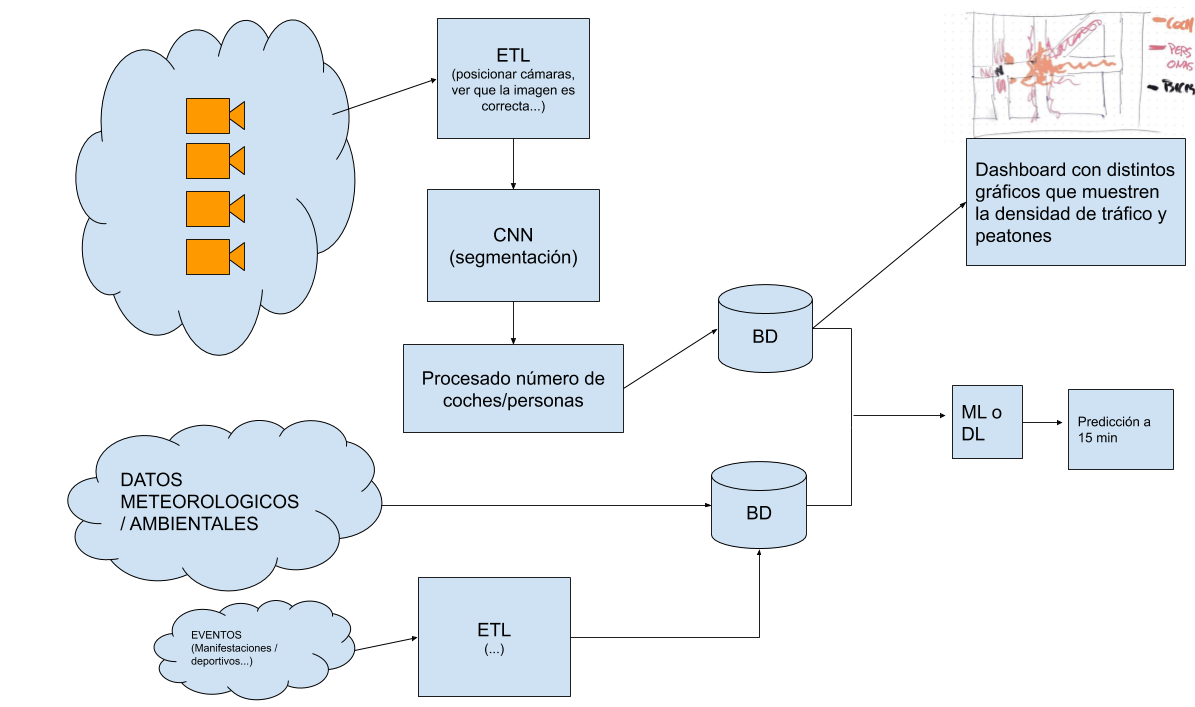 ETL
(posicionar cámaras,
ver que la imagen es
correcta...)
CNN
(segmentación)
Procesado número de
coches/personas
BD
PERS
ONAS
BICIS
Dashboard con distintos
gráficos que muestren
la densidad de tráfico y
peatones
ML o
DL
Predicción a
15 min
DATOS
METEOROLOGICOS
/ AMBIENTALES
BD
EVENTOS
(Manifestaciones /
deportivos...)
ETL
(...)